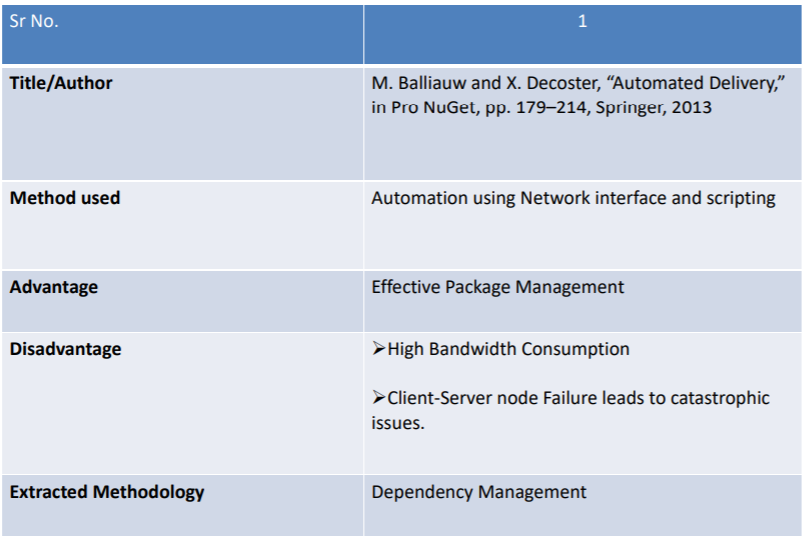 Sr No. 1
Title/Author M. Balliauw and X. Decoster, “Automated Delivery,”
in Pro NuGet, pp. 179–214, Springer, 2013
Method used Automation using Network interface and scripting
Advantage Effective Package Management
Disadvantage ➢High Bandwidth Consumption
➢Client-Server node Failure leads to catastrophic
issues.
Extracted Methodology Dependency Management